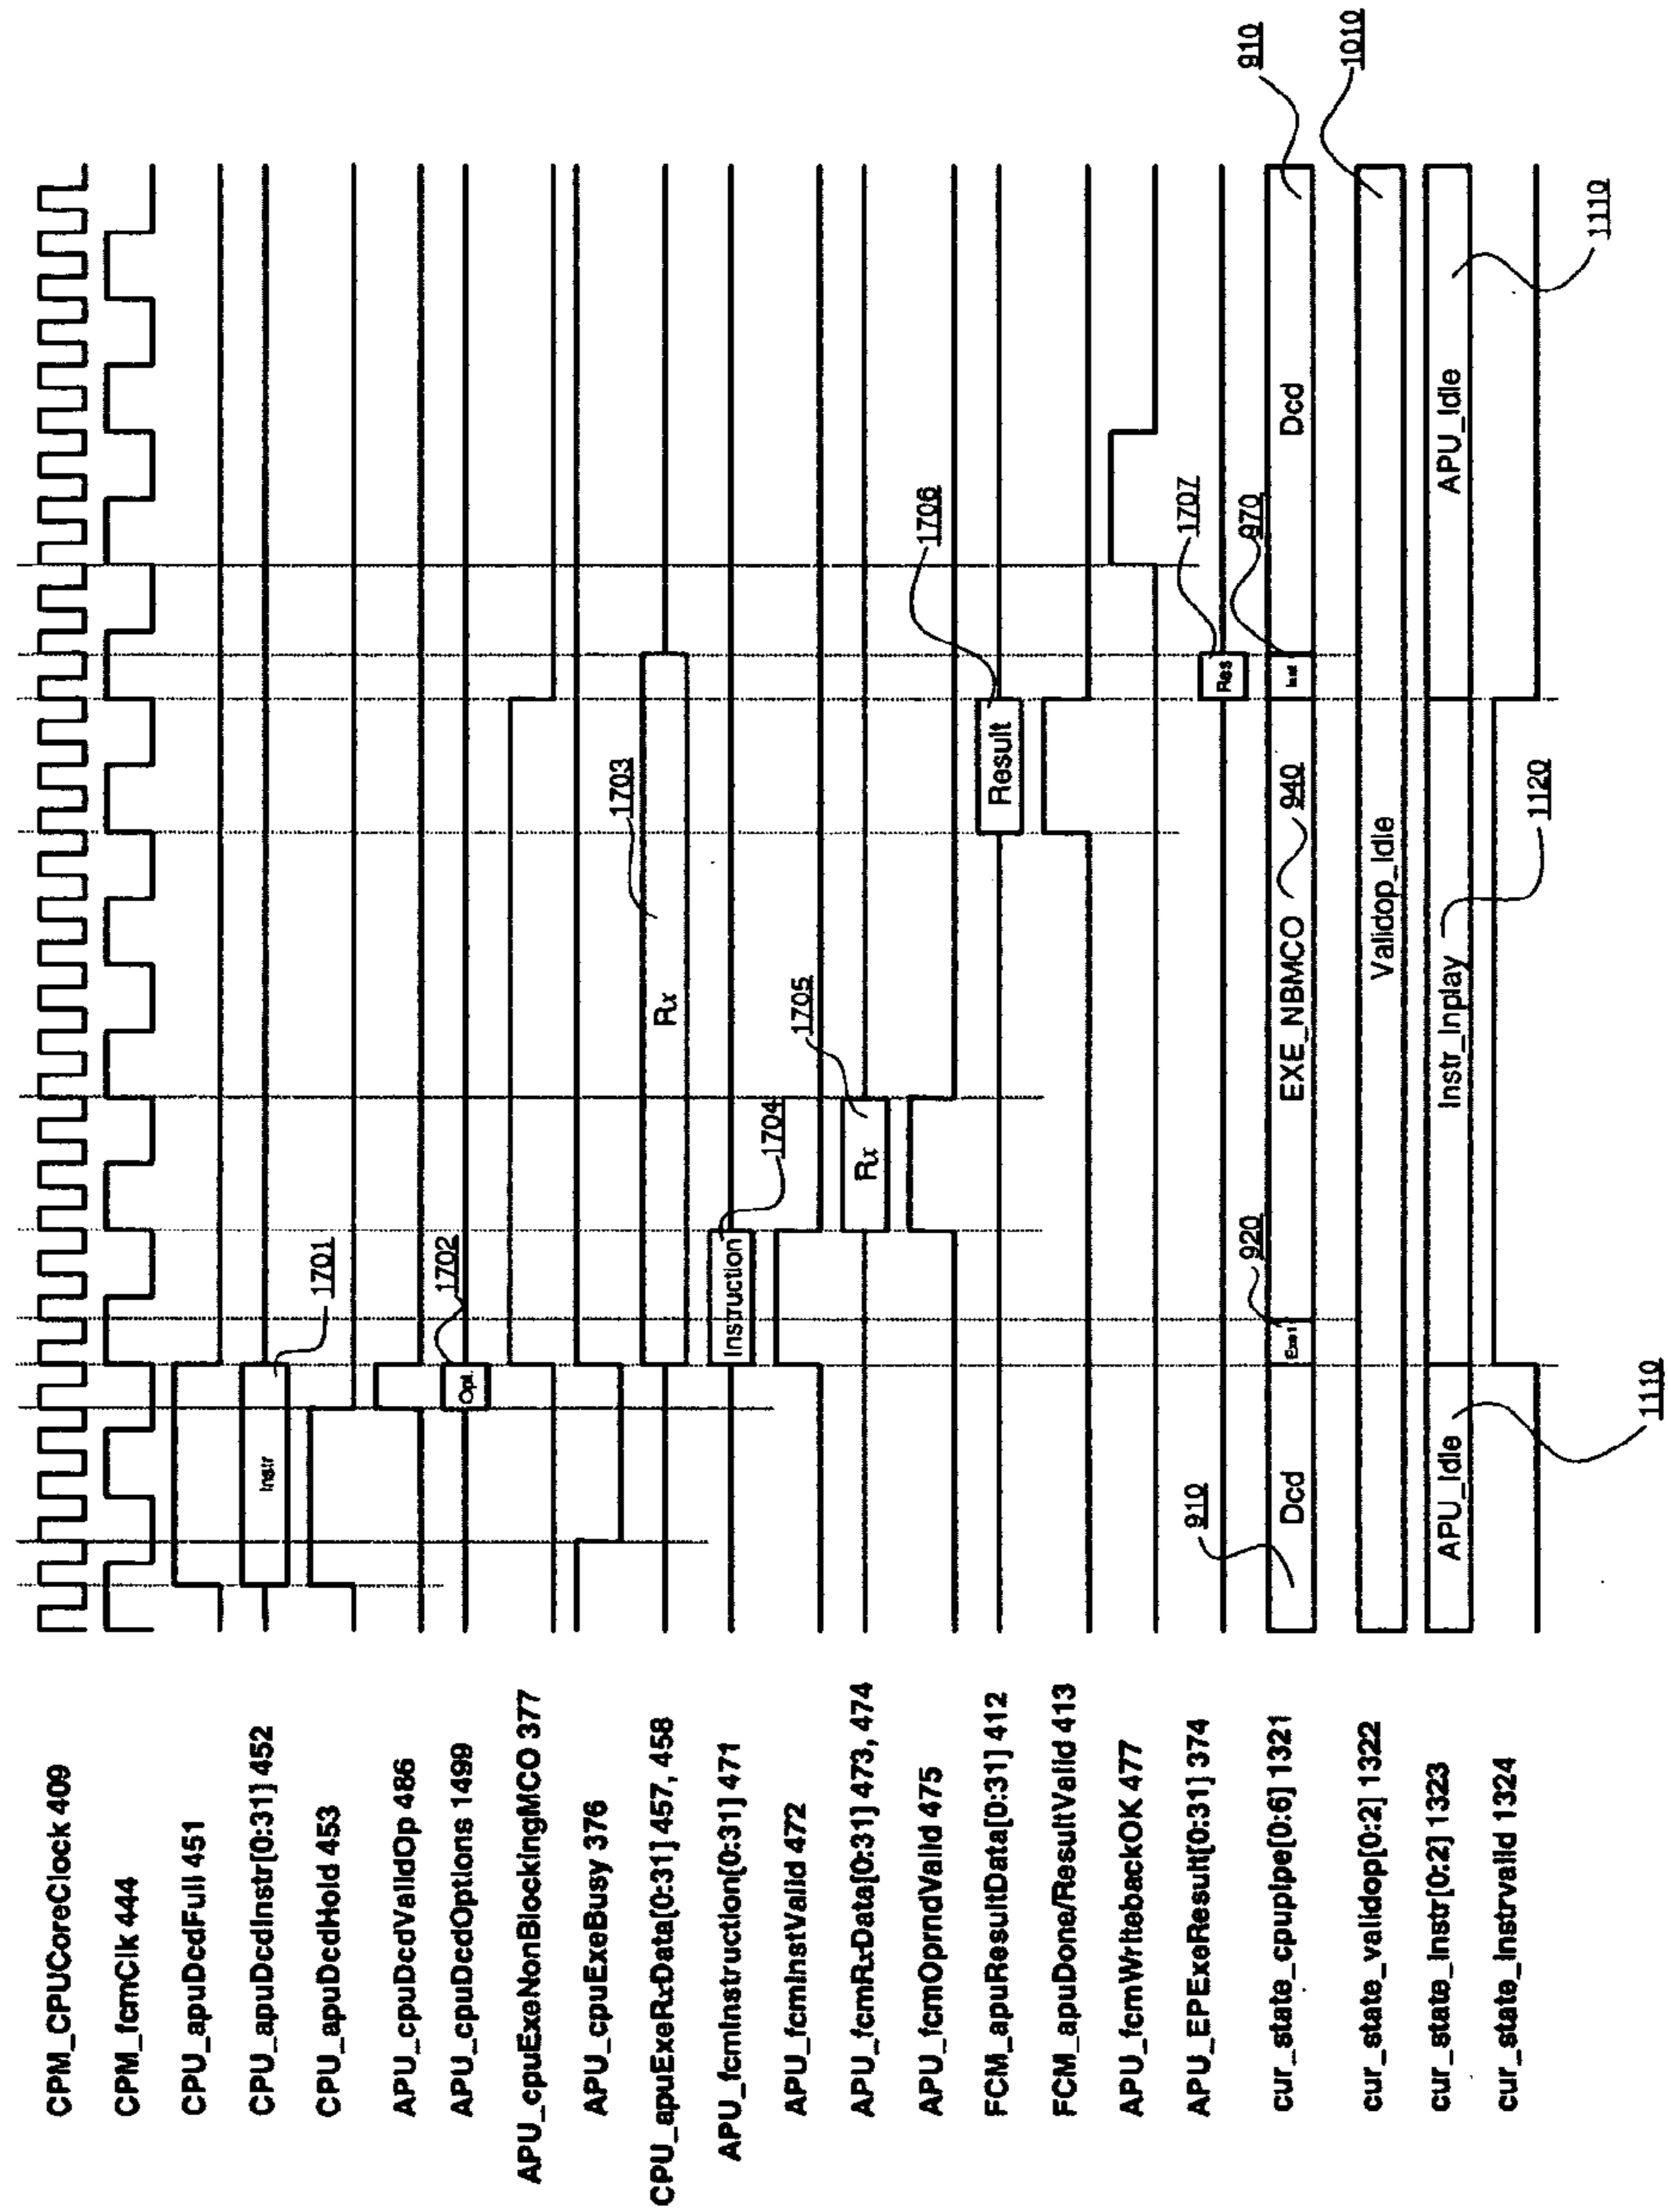 CPM_CPUCoreClock 409
CPM_fcmClk 444
CPU_apuDcdFull 451
CPU_apuDcdInstr[0:31] 452
Instr
1701
CPU_apuDcdHold 453
APU_cpuDcdValidOp 486
APU_cpuDcdOptions 1499
Opt.
1702
APU_cpuExeNonBlockingMCO 377
APU_cpuExeBusy 376
CPU_apuExeRxData[0:31] 457, 458
Rx
1703
APU_fcmInstruction[0:31] 471
Instruction
1704
APU_fcmInstValid 472
APU_fcmRxData[0:31] 473, 474
Rx
1705
APU_fcmOprndValid 475
FCM_apuResultData[0:31] 412
Result
1706
FCM_apuDone/ResultValid 413
APU_fcmWritebackOK 477
APU_EPExeResult[0:31] 374
Res
1707
cur_state_cpupipe[0:6] 1321
910
Dcd
Exe1
920
EXE_NBMCO 940
970
Dcd
910
cur_state_validop[0:2] 1322
Validop_Idle
1010
cur_state_instr[0:2] 1323
APU_Idle
1110
Instr_Inplay
1120
APU_Idle
1110
cur_state_instrvalid 1324